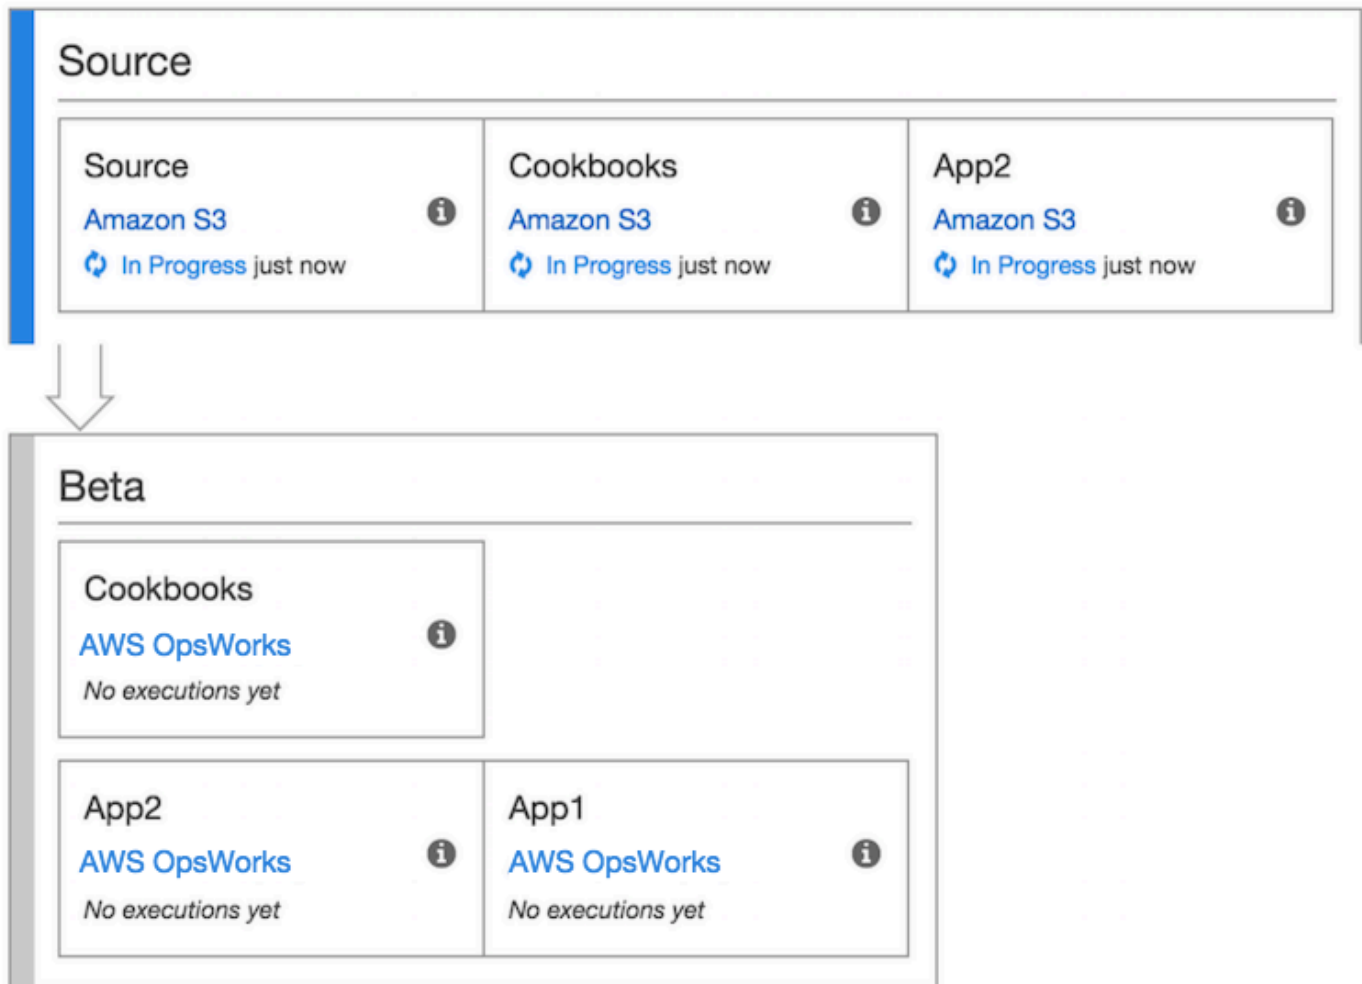 Source
Source
Cookbooks
App2
Amazon S3
Amazon S3
Amazon S3
In Progress just now
In Progress just now
In Progress just now
Beta
Cookbooks
AWS OpsWorks
No executions yet
App2
App1
AWS OpsWorks
AWS OpsWorks
No executions yet
No executions yet